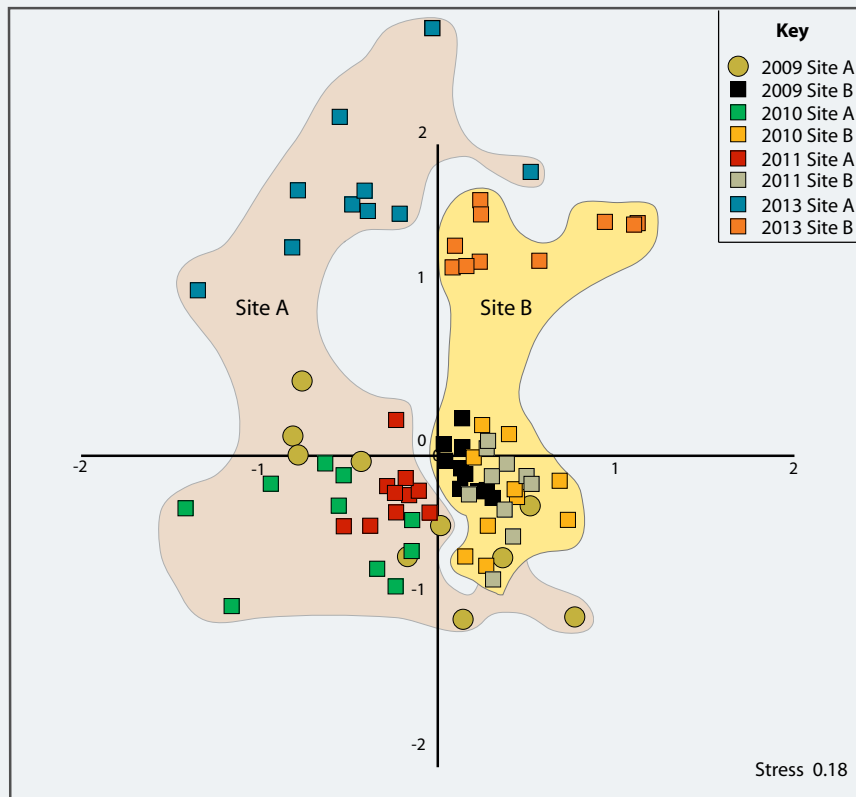 Key
2009 Site A
2009 Site B
2010 Site A
2010 Site B
2011 Site A
2011 Site B
2013 Site A
2013 Site B
2
1
Site A
Site B
0
-2
-1
0
1
2
-1
-2
Stress 0.18